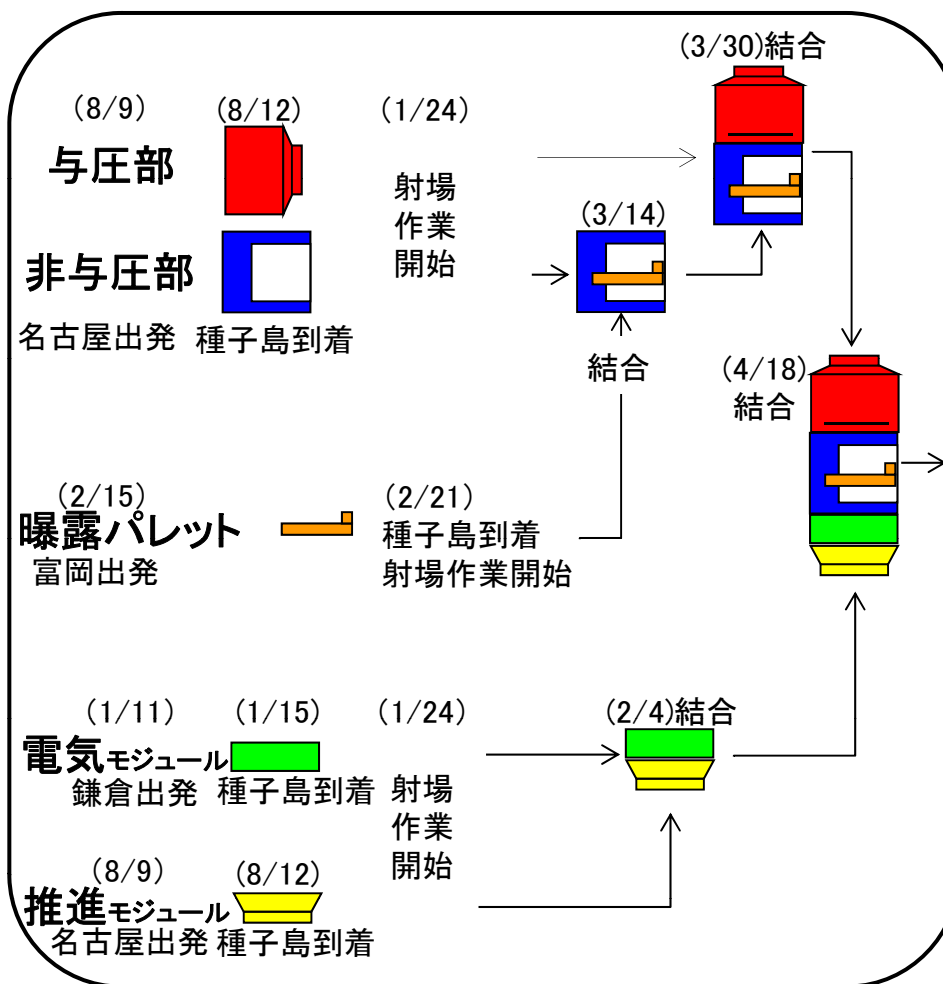 (3/30)結合
(8/9)
(8/12)
(1/24)
与圧部
射場
作業
開始
(3/14)
非与圧部
名古屋出発
種子島到着
結合
(4/18)
結合
(2/15)
曝露パレット
富岡出発
(2/21)
種子島到着
射場作業開始
(1/11)
(1/15)
(1/24)
(2/4)結合
電気モジュール
鎌倉出発
種子島到着
射場
作業
開始
(8/9)
(8/12)
推進モジュール
名古屋出発
種子島到着